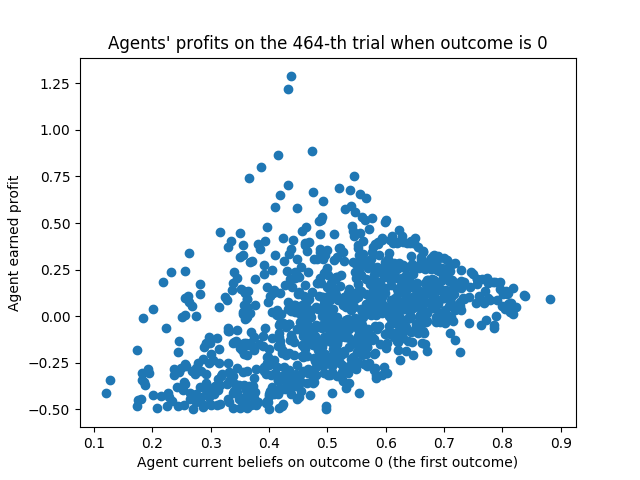 Agents' profits on the 464-th trial when outcome is 0
1.25
1.00
0.75
0.50
0.25
0.00
−0.25
−0.50
Agent earned profit
0.1 0.2 0.3 0.4 0.5 0.6 0.7 0.8 0.9
Agent current beliefs on outcome 0 (the first outcome)